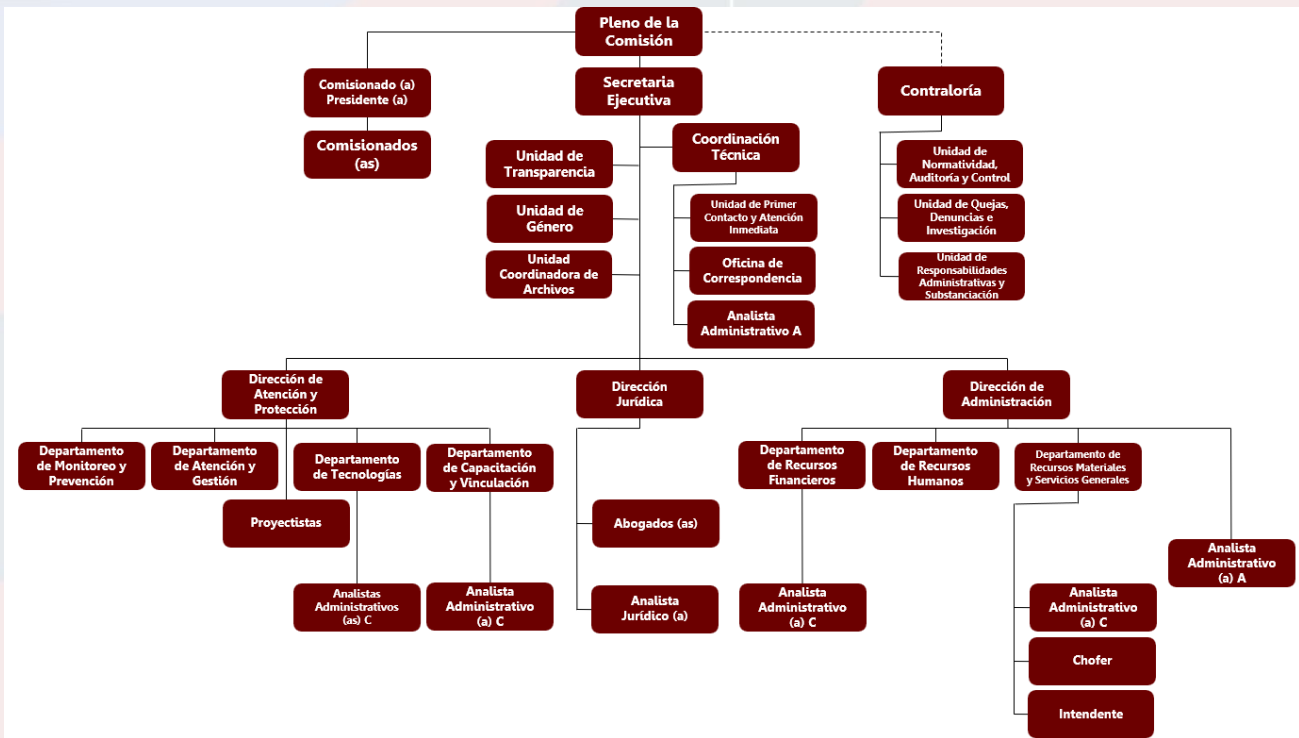 Pleno de la
Comisión
Comisionado (a)
Presidente (a)
Secretaria
Ejecutiva
Contraloría
Comisionados
(as)
Coordinación
Técnica
Unidad de
Transparencia
Unidad de
Normatividad,
Auditoría y Control
Unidad de
Género
Unidad de Primer
Contacto y Atención
Inmediata
Unidad de Quejas,
Denuncias e
Investigación
Unidad
Coordinadora de
Archivos
Oficina de
Correspondencia
Unidad de
Responsabilidades
Administrativas y
Substanciación
Analista
Administrativo A
Dirección de
Atención y
Protección
Dirección
Jurídica
Dirección de
Administración
Departamento
de Monitoreo y
Prevención
Departamento
de Atención y
Gestión
Departamento
de Tecnologías
Departamento
de Capacitación
y Vinculación
Departamento
de Recursos
Financieros
Departamento
de Recursos
Humanos
Departamento de
Recursos Materiales
y Servicios Generales
Proyectistas
Abogados (as)
Analista
Administrativo
(a) A
Analistas
Administrativos
(as) C
Analista
Administrativo
(a) C
Analista
Jurídico (a)
Analista
Administrativo
(a) C
Analista
Administrativo
(a) C
Chofer
Intendente